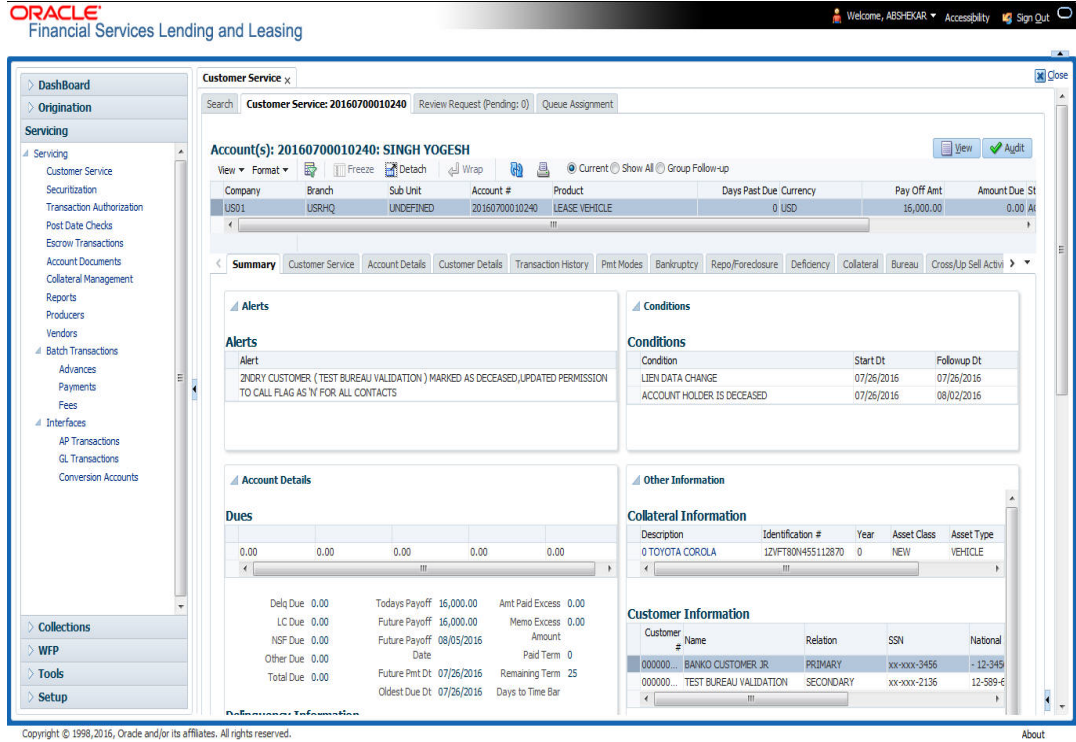 ORACLE
Financial Services Lending and Leasing
Welcome, ABSHEKAR Accessibility Sign Out
DashBoard
Origination
Servicing
Servicing
Customer Service
Securitization
Transaction Authorization
Post Date Checks
Escrow Transactions
Account Documents
Collateral Management
Reports
Producers
Vendors
Batch Transactions
Advances
Payments
Fees
Interfaces
AP Transactions
GL Transactions
Conversion Accounts
Collections
WFP
Tools
Setup
Customer Service x
Close
Search Customer Service: 20160700010240 Review Request (Pending: 0) Queue Assignment
Account(s): 20160700010240: SINGH YOGESH
View Audit
View Format Freeze Detach Wrap Current Show All Group Follow-up
Company Branch Sub Unit Account # Product Days Past Due Currency Pay Off Amt Amount Due St
US01 USRHQ UNDEFINED 20160700010240 LEASE VEHICLE 0 USD 16,000.00 0.00 AC
Summary Customer Service Account Details Customer Details Transaction History Pmt Modes Bankruptcy Repo/Foreclosure Deficiency Collateral Bureau Cross/Up Sell Activi
Alerts
Alerts
Alert
2NDRY CUSTOMER ( TEST BUREAU VALIDATION ) MARKED AS DECEASED,UPDATED PERMISSION
TO CALL FLAG AS 'N' FOR ALL CONTACTS
Conditions
Conditions
Condition Start Dt Followup Dt
LIEN DATA CHANGE 07/26/2016 07/26/2016
ACCOUNT HOLDER IS DECEASED 07/26/2016 08/02/2016
Account Details
Dues
0.00 0.00 0.00 0.00 0.00
Delq Due 0.00 Todays Payoff 16,000.00 Amt Paid Excess 0.00
LC Due 0.00 Future Payoff 16,000.00 Memo Excess 0.00
NSF Due 0.00 Future Payoff 08/05/2016 Amount
Other Due 0.00 Date Paid Term 0
Total Due 0.00 Future Pmt Dt 07/26/2016 Remaining Term 25
Oldest Due Dt 07/26/2016 Days to Time Bar
Delinquency Information
Other Information
Collateral Information
Description Identification # Year Asset Class Asset Type
0 TOYOTA COROLA 1ZVFT80N455112870 0 NEW VEHICLE
Customer Information
Customer # Name Relation SSN National
000000... BANKO CUSTOMER JR PRIMARY xx-xxx-3456 - 12-345
000000... TEST BUREAU VALIDATION SECONDARY xx-xxx-2136 12-589-6
Copyright © 1998,2016, Oracle and/or its affiliates. All rights reserved.
About